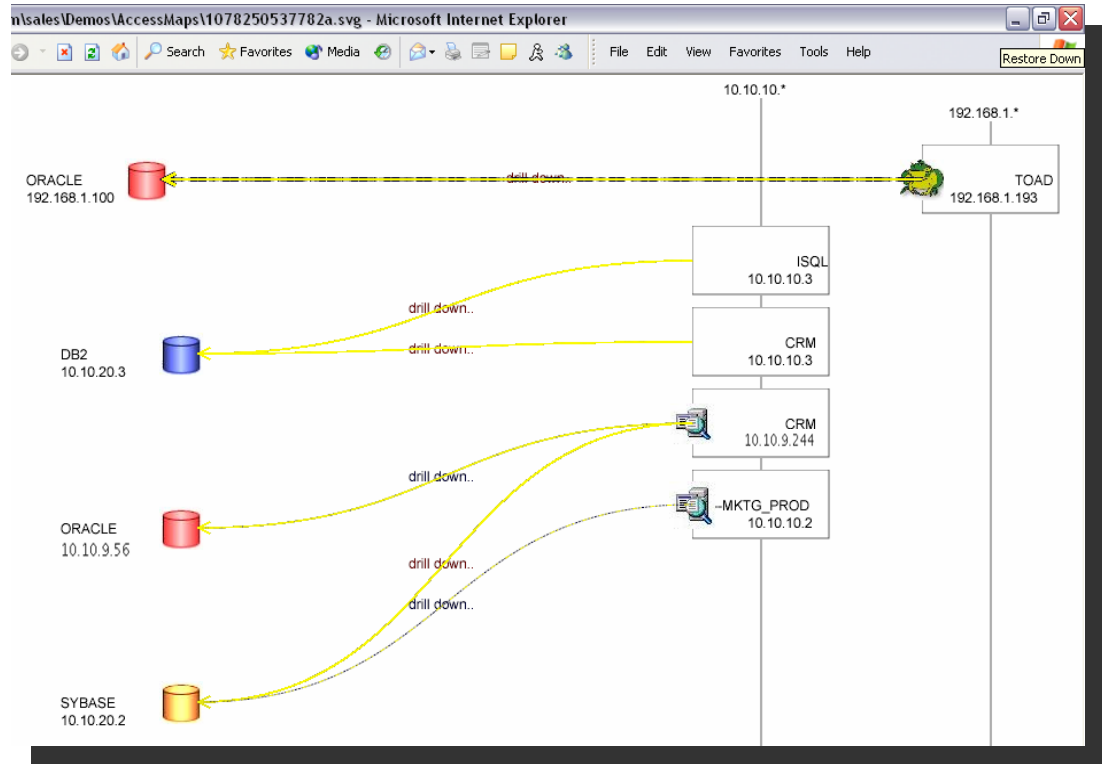 n\sales\Demos\AccessMaps\1078250537782a.svg - Microsoft Internet Explorer
Search Favorites Media File Edit View Favorites Tools Help
Restore Down
10.10.10.*
192.168.1.*
ORACLE
192.168.1.100
drill down..
TOAD
192.168.1.193
ISQL
10.10.10.3
drill down..
DB2
10.10.20.3
drill down..
CRM
10.10.10.3
CRM
10.10.9.244
drill down..
ORACLE
10.10.9.56
--MKTG_PROD
10.10.10.2
drill down..
drill down..
SYBASE
10.10.20.2